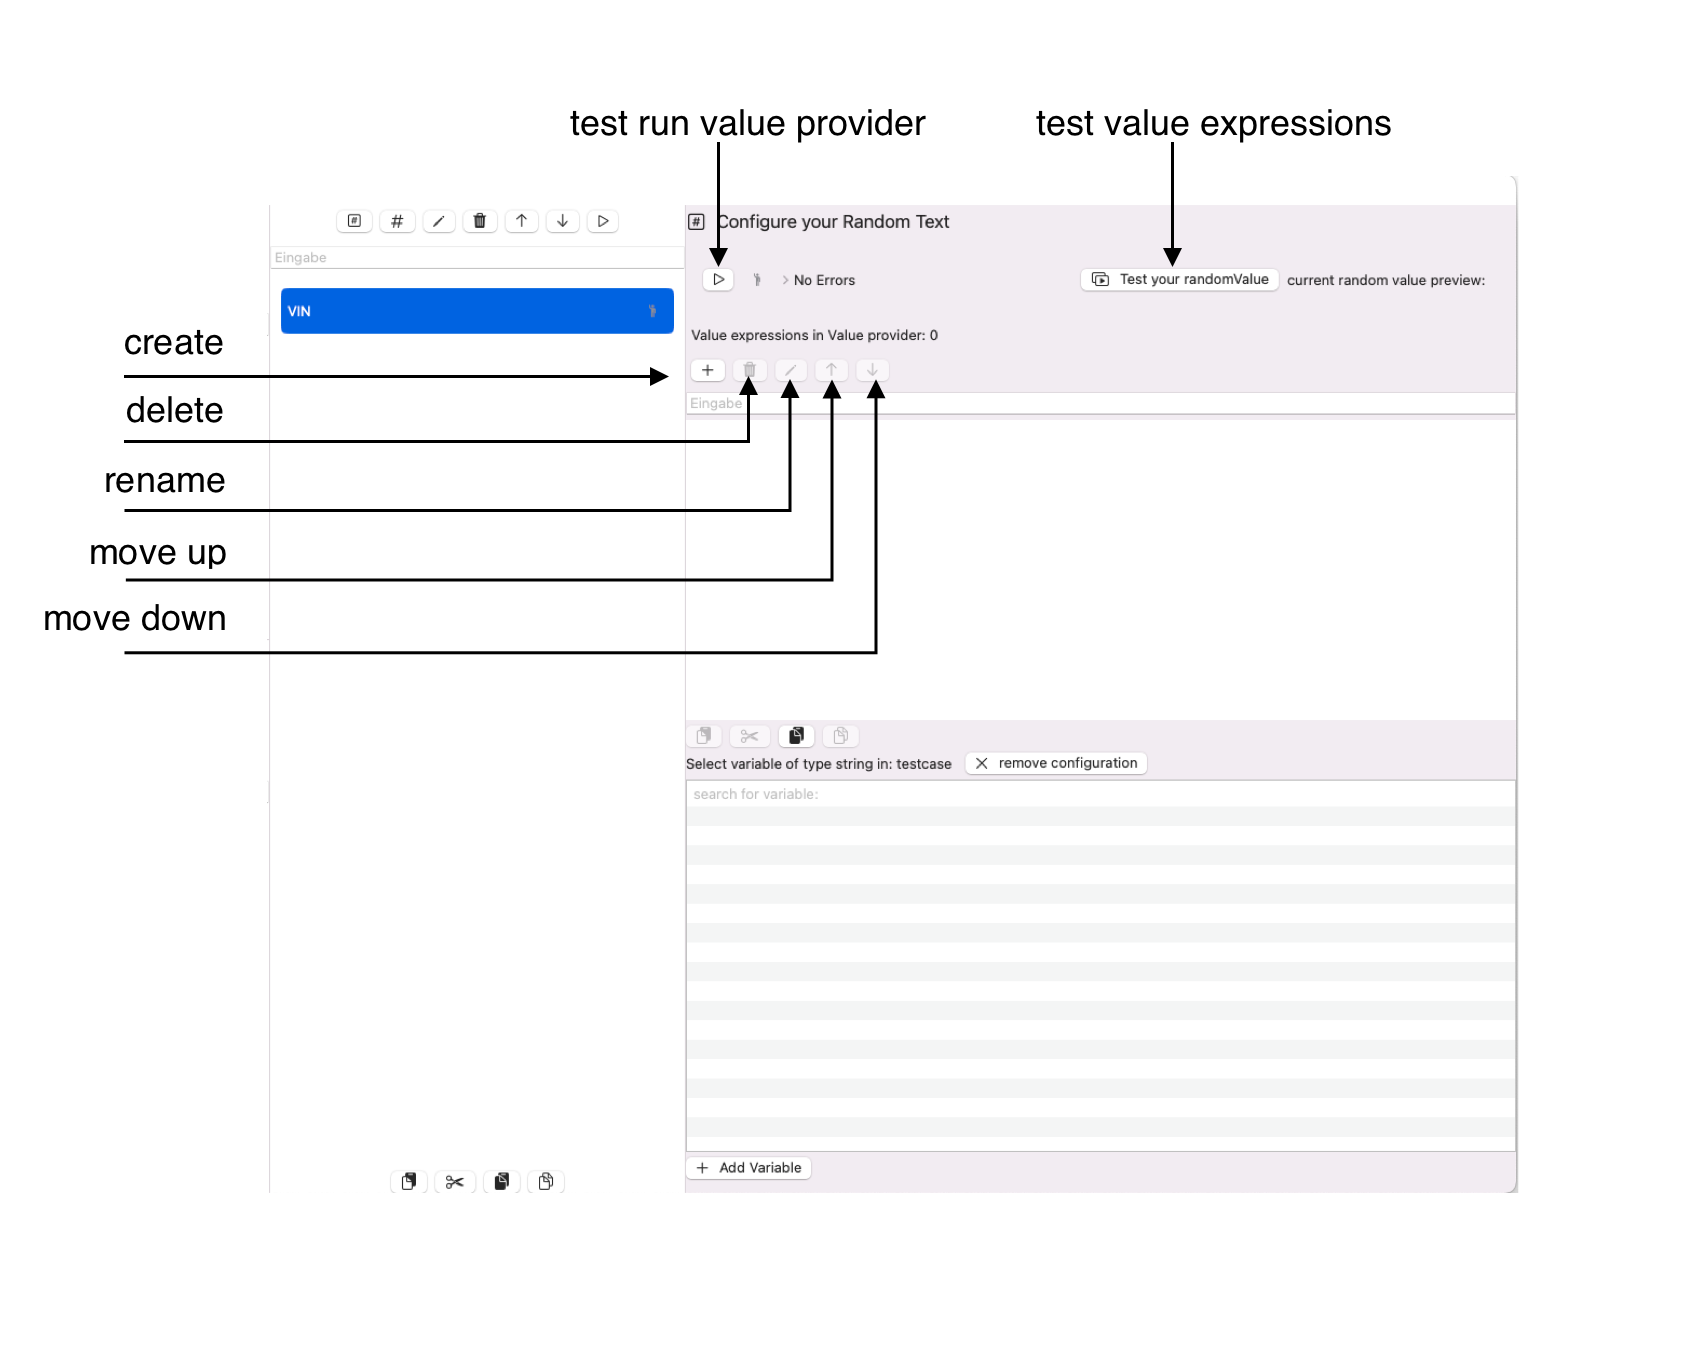 test run value provider
test value expressions
Configure your Random Text
Eingabe
No Errors
Test your randomValue
current random value preview:
VIN
Value expressions in Value provider: 0
create
delete
Eingabe
rename
move up
move down
Select variable of type string in: testcase
remove configuration
search for variable:
Add Variable